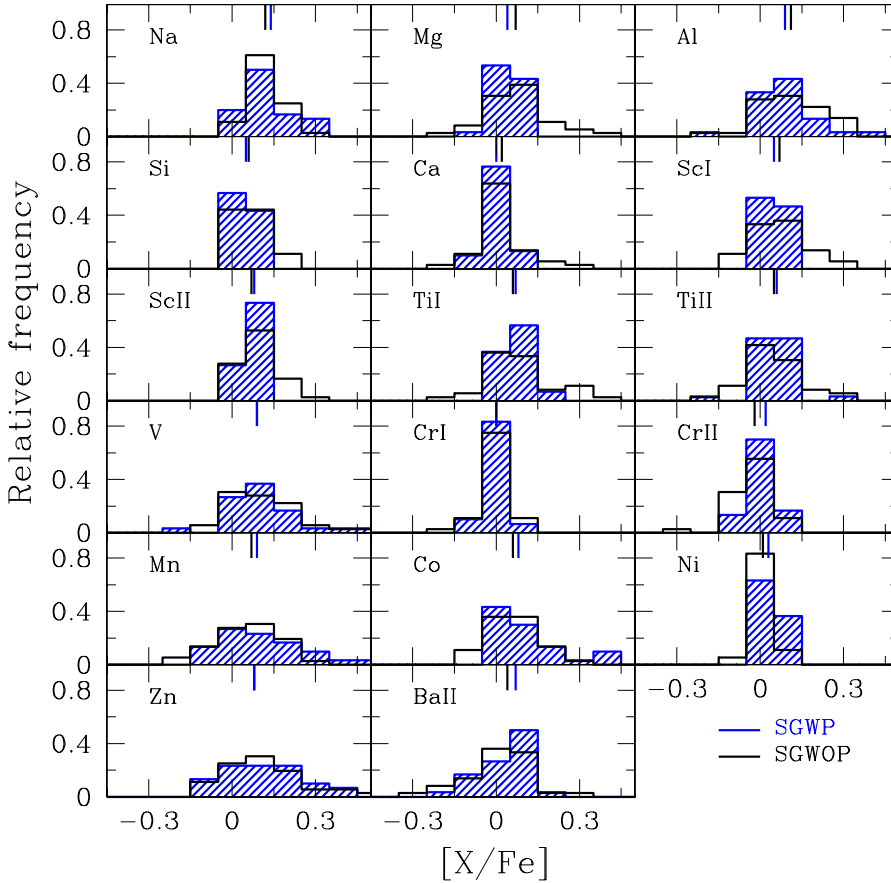 0.8 Na Mg Al
0.4
0
0.8 Si Ca ScI
0.4
0
0.8 ScII TiI TiII
0.4
0
0.8 V CrI CrII
0.4
0
0.8 Mn Co Ni
0.4
0
0.8 Zn BaII
0.4
0
−0.3 0 0.3
−0.3 0 0.3
−0.3 0 0.3
SGWP
SGWOP
Relative frequency
[X/Fe]